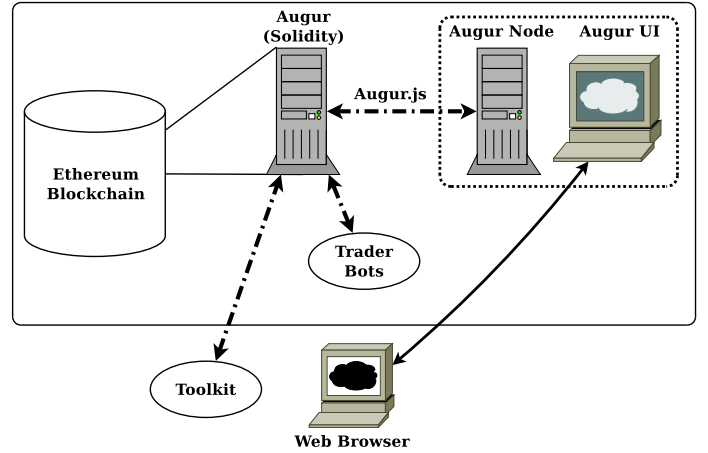 Augur
(Solidity)
Augur Node
Augur UI
Augur.js
Ethereum
Blockchain
Trader
Bots
Toolkit
Web Browser